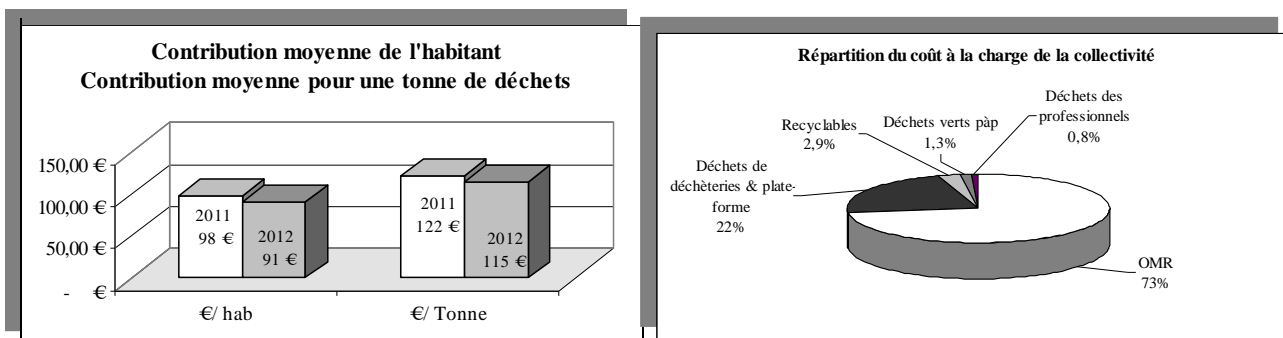 Contribution moyenne de l'habitant
Contribution moyenne pour une tonne de déchets
150,00 €
100,00 €
50,00 €
- €
2011
98 €
2012
91 €
2011
122 €
2012
115 €
€/ hab
€/ Tonne
Répartition du coût à la charge de la collectivité
Déchets des
professionnels
0,8%
Déchets verts pàp
1,3%
Recyclables
2,9%
Déchets de
déchèteries & plate-
forme
22%
OMR
73%